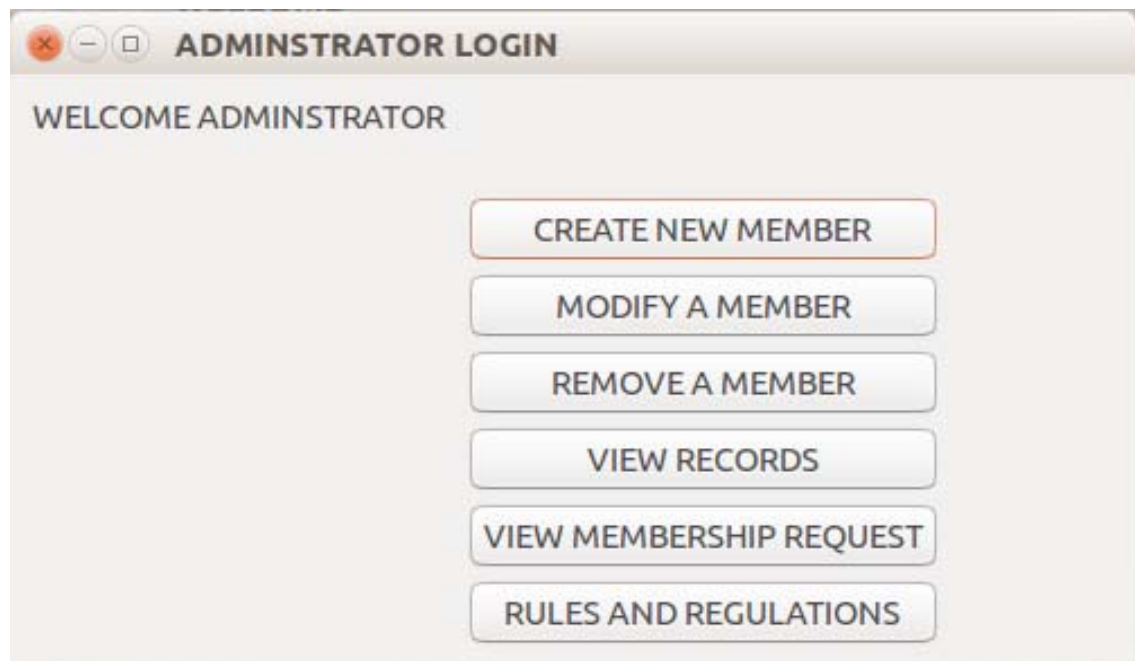 ADMINSTRATOR LOGIN
WELCOME ADMINSTRATOR
CREATE NEW MEMBER
MODIFY A MEMBER
REMOVE A MEMBER
VIEW RECORDS
VIEW MEMBERSHIP REQUEST
RULES AND REGULATIONS